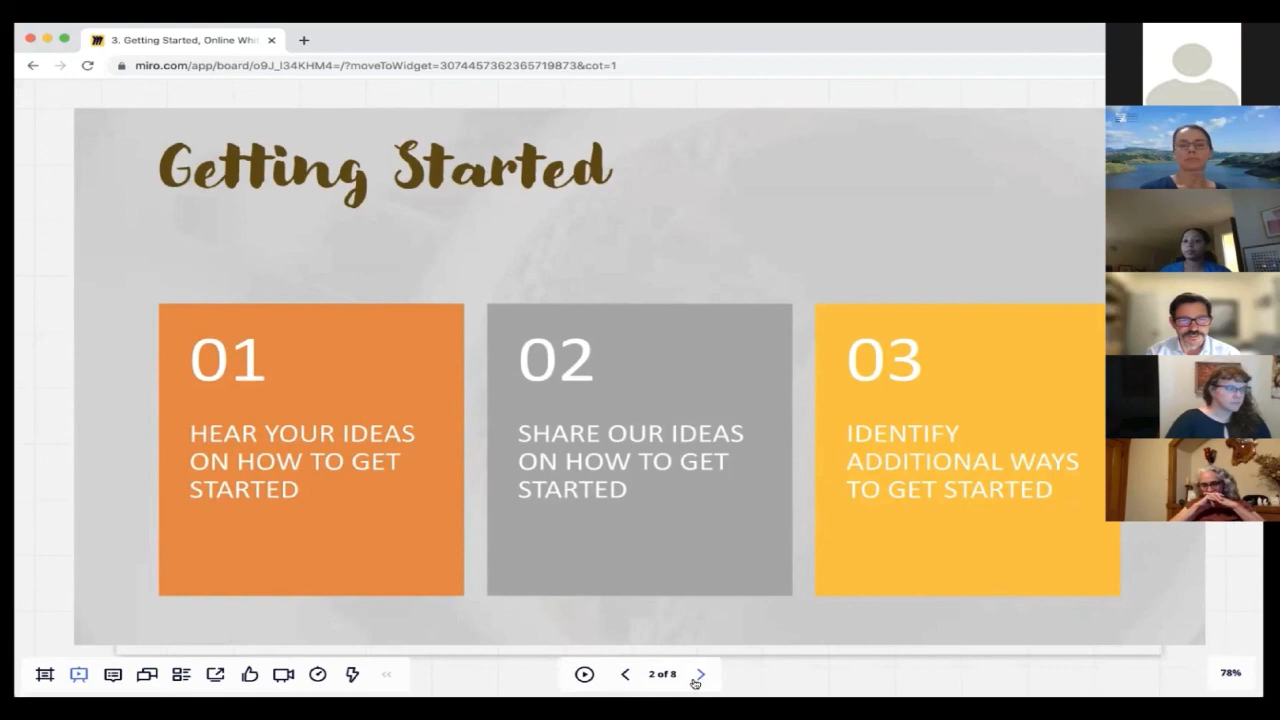 3. Getting Started, Online Whi
miro.com/app/board/o9J_l34KHM4=/?moveToWidget=3074457362365719873&cot=1
Getting Started
01
HEAR YOUR IDEAS
ON HOW TO GET
STARTED
02
SHARE OUR IDEAS
ON HOW TO GET
STARTED
03
IDENTIFY
ADDITIONAL WAYS
TO GET STARTED
2 of 8
78%